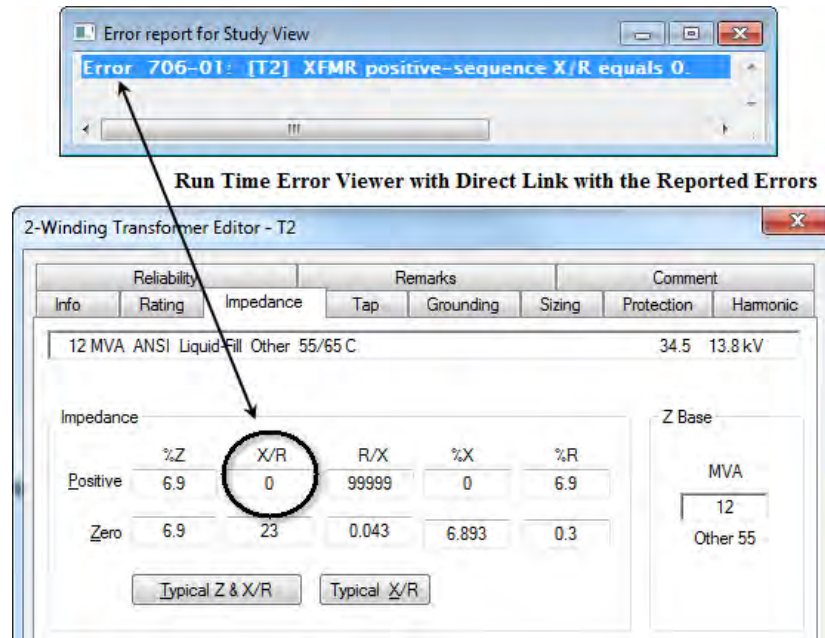 Error report for Study View
Error 706-01: [T2] XFMR positive-sequence X/R equals 0.
Run Time Error Viewer with Direct Link with the Reported Errors
2-Winding Transformer Editor - T2
Reliability Remarks Comment
Info Rating Impedance Tap Grounding Sizing Protection Harmonic
12 MVA ANSI Liquid-Fill Other 55/65 C 34.5 13.8 kV
Impedance Z Base
%Z X/R R/X %X %R
Positive 6.9 0 99999 0 6.9
MVA
12
Zero 6.9 23 0.043 6.893 0.3
Other 55
Typical Z & X/R Typical X/R